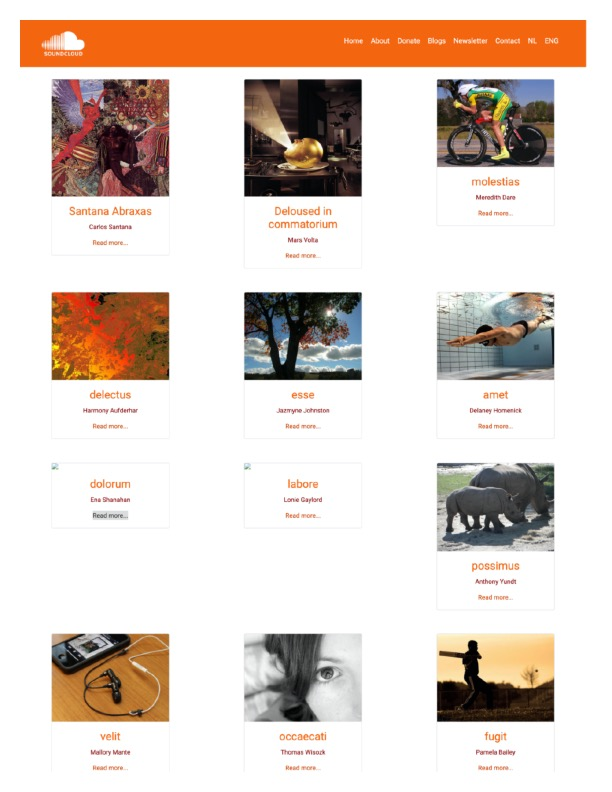 SOUNDCLOUD
Home About Donate Blogs Newsletter Contact NL ENG
Santana Abraxas
Carlos Santana
Read more...
Deloused in
commatorium
Mars Volta
Read more...
molestias
Meredith Dare
Read more...
delectus
Harmony Aufderhar
Read more...
esse
Jazmyne Johnston
Read more...
amet
Delaney Homenick
Read more...
dolorum
Ena Shanahan
Read more...
labore
Lonie Gaylord
Read more...
possimus
Anthony Yundt
Read more...
velit
Mallory Mante
Read more...
occaecati
Thomas Wisozk
Read more...
fugit
Pamela Bailey
Read more...